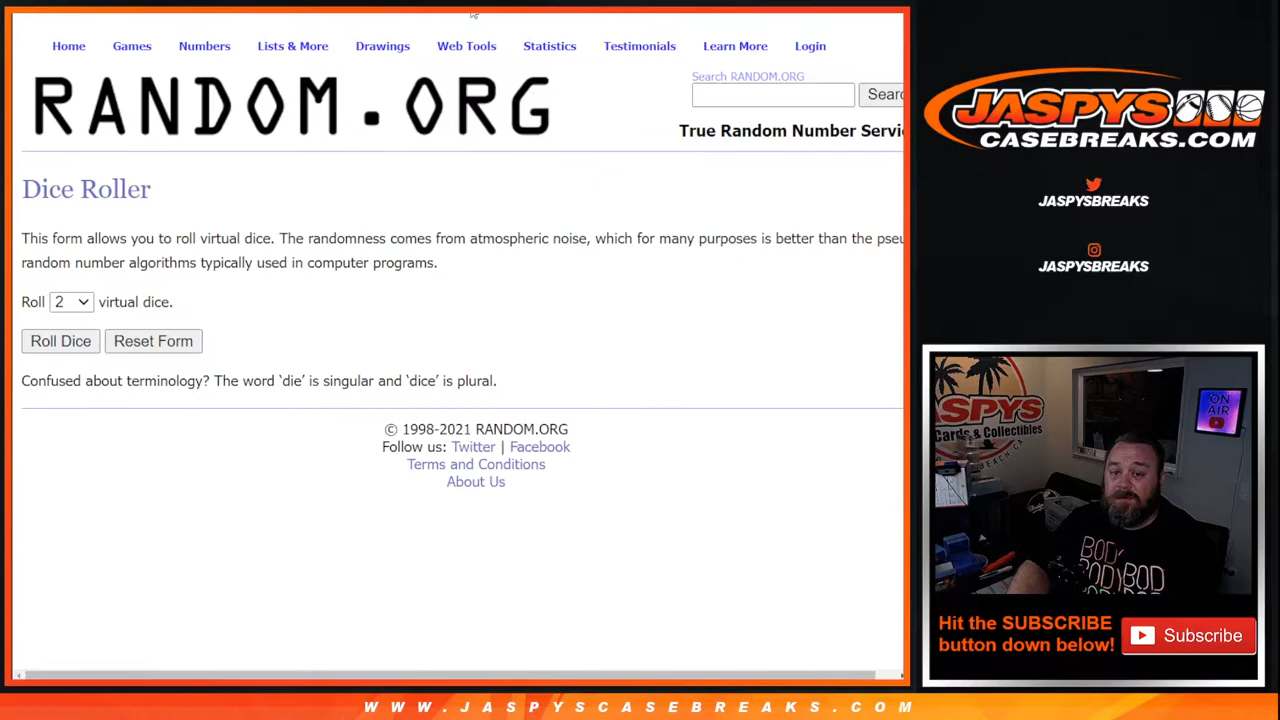 Home Games Numbers Lists & More Drawings Web Tools Statistics Testimonials Learn More Login
RANDOM.ORG
Search RANDOM.ORG
Searc
True Random Number Servi
Dice Roller
This form allows you to roll virtual dice. The randomness comes from atmospheric noise, which for many purposes is better than the pseu
random number algorithms typically used in computer programs.
Roll 2 virtual dice.
Roll Dice Reset Form
Confused about terminology? The word ‘die’ is singular and ‘dice’ is plural.
© 1998-2021 RANDOM.ORG
Follow us: Twitter | Facebook
Terms and Conditions
About Us
JASPYS
CASEBREAKS.COM
JASPYSBREAKS
JASPYSBREAKS
ASPYS
Cards & Collectibles
ON
AIR
BODY
BODYBOD
Hit the SUBSCRIBE
button down below!
Subscribe
WWW.JASPYSCASEBREAKS.COM